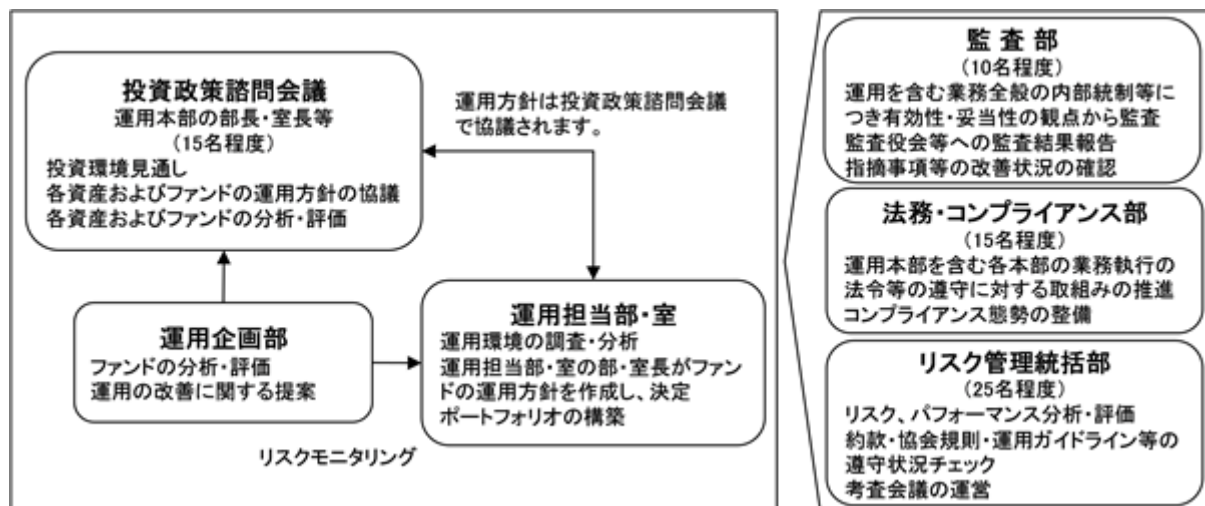 投資政策諮問会議
運用本部の部長・室長等
(15名程度)
投資環境見通し
各資産およびファンドの運用方針の協議
各資産およびファンドの分析・評価
運用方針は投資政策諮問会議
で協議されます。
運用企画部
ファンドの分析・評価
運用の改善に関する提案
運用担当部・室
運用環境の調査・分析
運用担当部・室の部・室長がファン
ドの運用方針を作成し、決定
ポートフォリオの構築
リスクモニタリング
監査部
(10名程度)
運用を含む業務全般の内部統制等に
つき有効性・妥当性の観点から監査
監査役会等への監査結果報告
指摘事項等の改善状況の確認
法務・コンプライアンス部
(15名程度)
運用本部を含む各本部の業務執行の
法令等の遵守に対する取組みの推進
コンプライアンス態勢の整備
リスク管理統括部
(25名程度)
リスク、パフォーマンス分析・評価
約款・協会規則・運用ガイドライン等の
遵守状況チェック
考査会議の運営